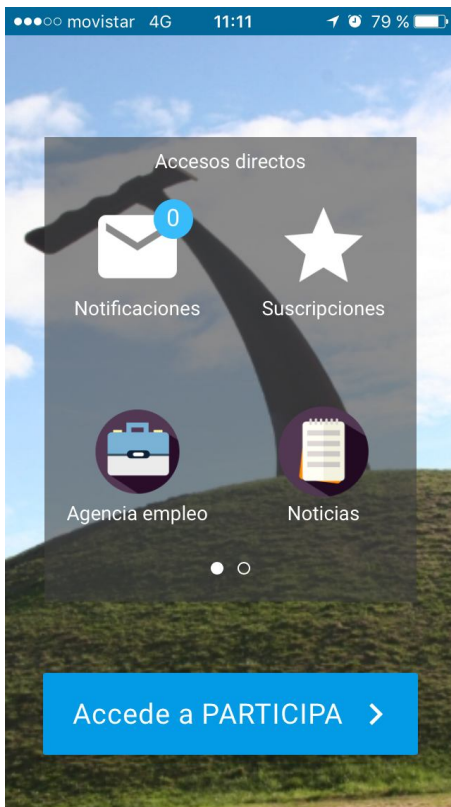 movistar 4G 11:11 79 %
Accesos directos
0
Notificaciones Suscripciones
Agencia empleo Noticias
Accede a PARTICIPA